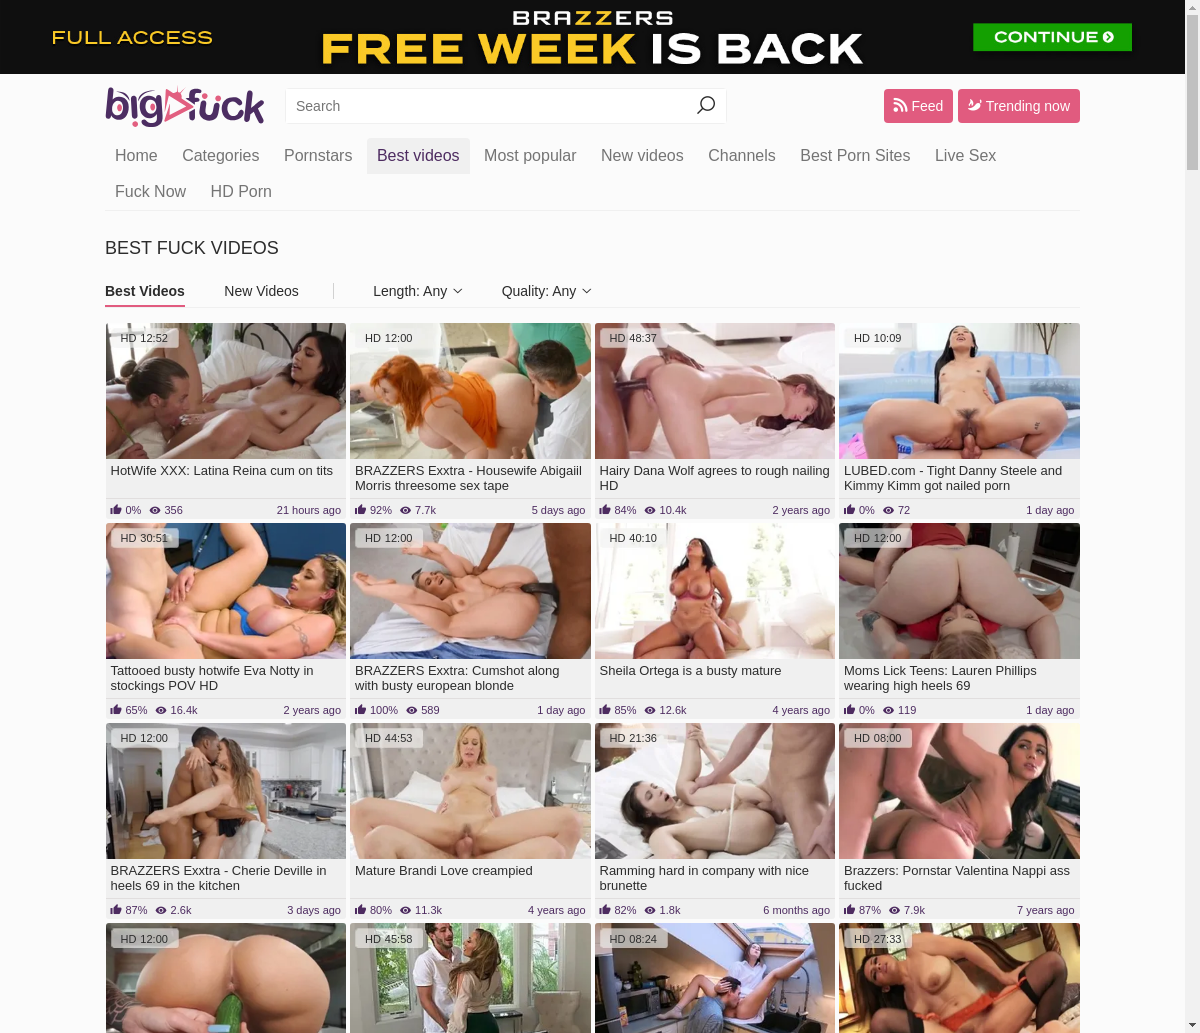 FULL ACCESS
BRAZZERS
FREE WEEK IS BACK
CONTINUE
bigfuck
Search
Feed
Trending now
Home Categories Pornstars Best videos Most popular New videos Channels Best Porn Sites Live Sex
Fuck Now HD Porn
BEST FUCK VIDEOS
Best Videos New Videos Length: Any Quality: Any
HD 12:52
HotWife XXX: Latina Reina cum on tits
0% 356 21 hours ago
HD 12:00
BRAZZERS Exxtra - Housewife Abigaiil
Morris threesome sex tape
92% 7.7k 5 days ago
HD 48:37
Hairy Dana Wolf agrees to rough nailing
HD
84% 10.4k 2 years ago
HD 10:09
LUBED.com - Tight Danny Steele and
Kimmy Kimm got nailed porn
0% 72 1 day ago
HD 30:51
Tattooed busty hotwife Eva Notty in
stockings POV HD
65% 16.4k 2 years ago
HD 12:00
BRAZZERS Exxtra: Cumshot along
with busty european blonde
100% 589 1 day ago
HD 40:10
Sheila Ortega is a busty mature
85% 12.6k 4 years ago
HD 12:00
Moms Lick Teens: Lauren Phillips
wearing high heels 69
0% 119 1 day ago
HD 12:00
BRAZZERS Exxtra - Cherie Deville in
heels 69 in the kitchen
87% 2.6k 3 days ago
HD 44:53
Mature Brandi Love creampied
80% 11.3k 4 years ago
HD 21:36
Ramming hard in company with nice
brunette
82% 1.8k 6 months ago
HD 08:00
Brazzers: Pornstar Valentina Nappi ass
fucked
87% 7.9k 7 years ago
HD 12:00
HD 45:58
HD 08:24
HD 27:33